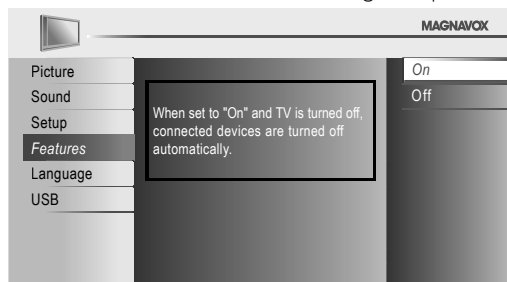 MAGNAVOX
Picture
Sound
Setup
Features
Language
USB
When set to "On" and TV is turned off,
connected devices are turned off
automatically.
On
Off